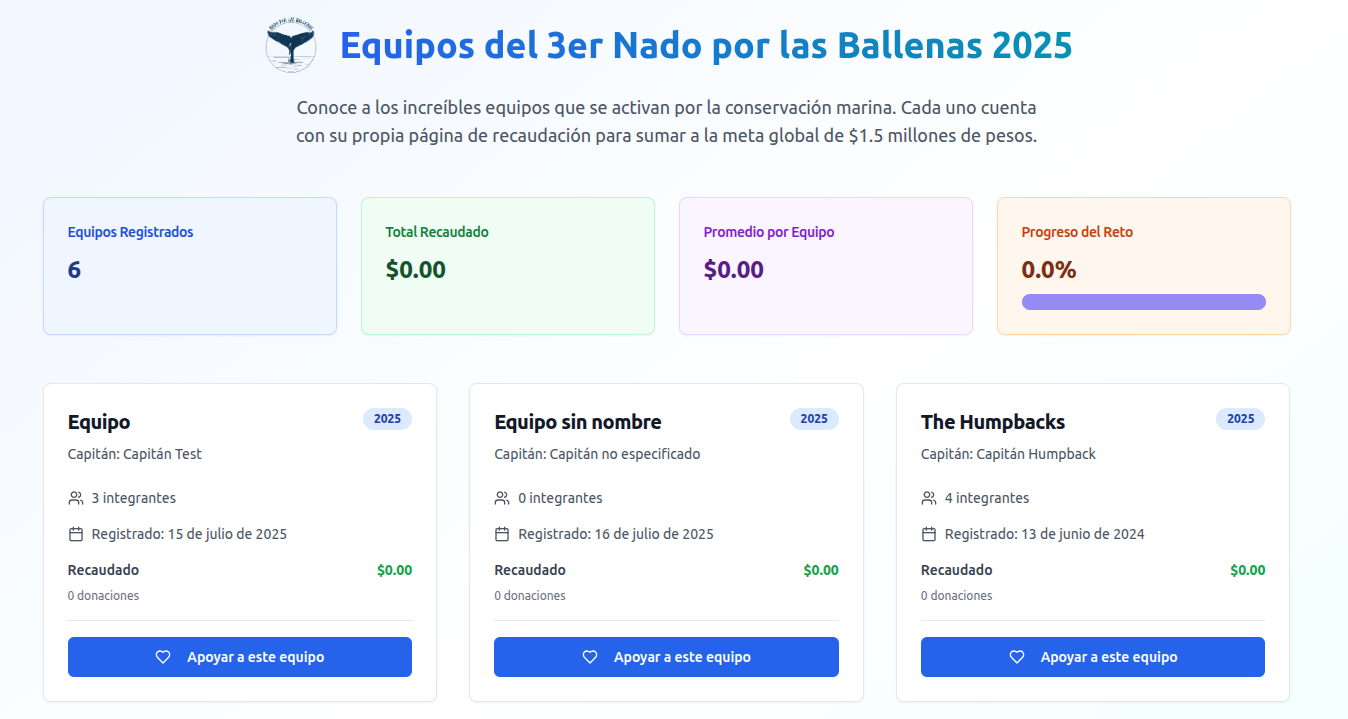 NADO POR LAS BALLENAS
Equipos del 3er Nado por las Ballenas 2025
Conoce a los increíbles equipos que se activan por la conservación marina. Cada uno cuenta
con su propia página de recaudación para sumar a la meta global de $1.5 millones de pesos.
Equipos Registrados
6
Total Recaudado
$0.00
Promedio por Equipo
$0.00
Progreso del Reto
0.0%
Equipo
2025
Capitán: Capitán Test
3 integrantes
Registrado: 15 de julio de 2025
Recaudado
$0.00
0 donaciones
Apoyar a este equipo
Equipo sin nombre
2025
Capitán: Capitán no especificado
0 integrantes
Registrado: 16 de julio de 2025
Recaudado
$0.00
0 donaciones
Apoyar a este equipo
The Humpbacks
2025
Capitán: Capitán Humpback
4 integrantes
Registrado: 13 de junio de 2024
Recaudado
$0.00
0 donaciones
Apoyar a este equipo